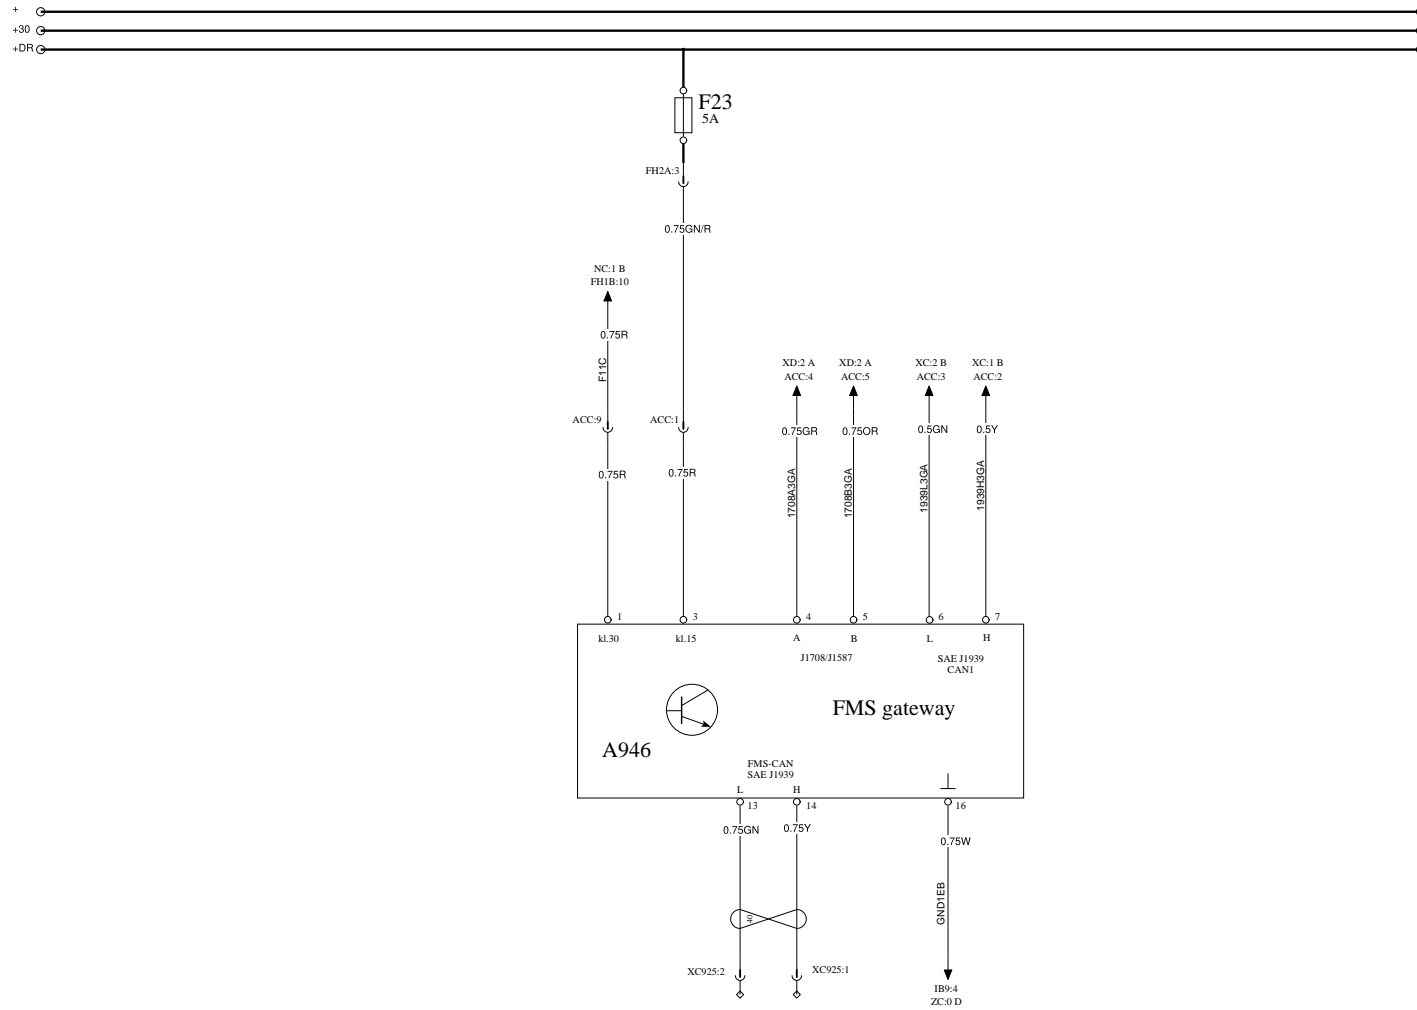 +
+30
+DR
F23
5A
FH2A:3
0.75GN/R
NC:1 B
FH1B:10
0.75R
F11C
XD:2 A
ACC:4
XD:2 A
ACC:5
XC:2 B
ACC:3
XC:1 B
ACC:2
ACC:9
ACC:1
0.75GR
0.75OR
0.5GN
0.5Y
0.75R
0.75R
1708A3GA
1708B3GA
1939L3GA
1939H3GA
1
3
4
5
6
7
kl.30
kl.15
A
B
L
H
J1708/J1587
SAE J1939
CAN1
FMS gateway
A946
FMS-CAN
SAE J1939
L
H
13
14
16
0.75GN
0.75Y
0.75W
GND1EB
40
XC925:2
XC925:1
IB9:4
ZC:0 D